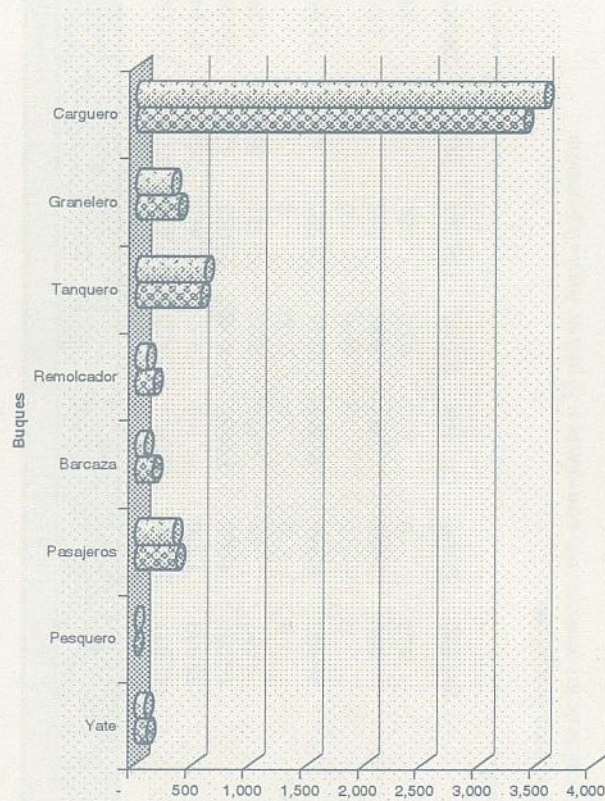 Buques
Carguero
Granelero
Tanquero
Remolcador
Barcaza
Pasajeros
Pesquero
Yate
- 500 1,000 1,500 2,000 2,500 3,000 3,500 4,000